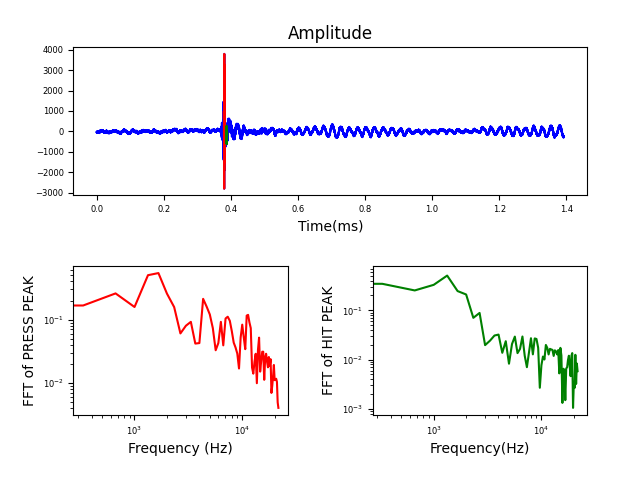 Amplitude
4000
3000
2000
1000
0
−1000
−2000
−3000
0.0 0.2 0.4 0.6 0.8 1.0 1.2 1.4
Time(ms)
FFT of PRESS PEAK
10⁻¹
10⁻²
10³ 10⁴
Frequency (Hz)
FFT of HIT PEAK
10⁻¹
10⁻²
10⁻³
10³ 10⁴
Frequency(Hz)